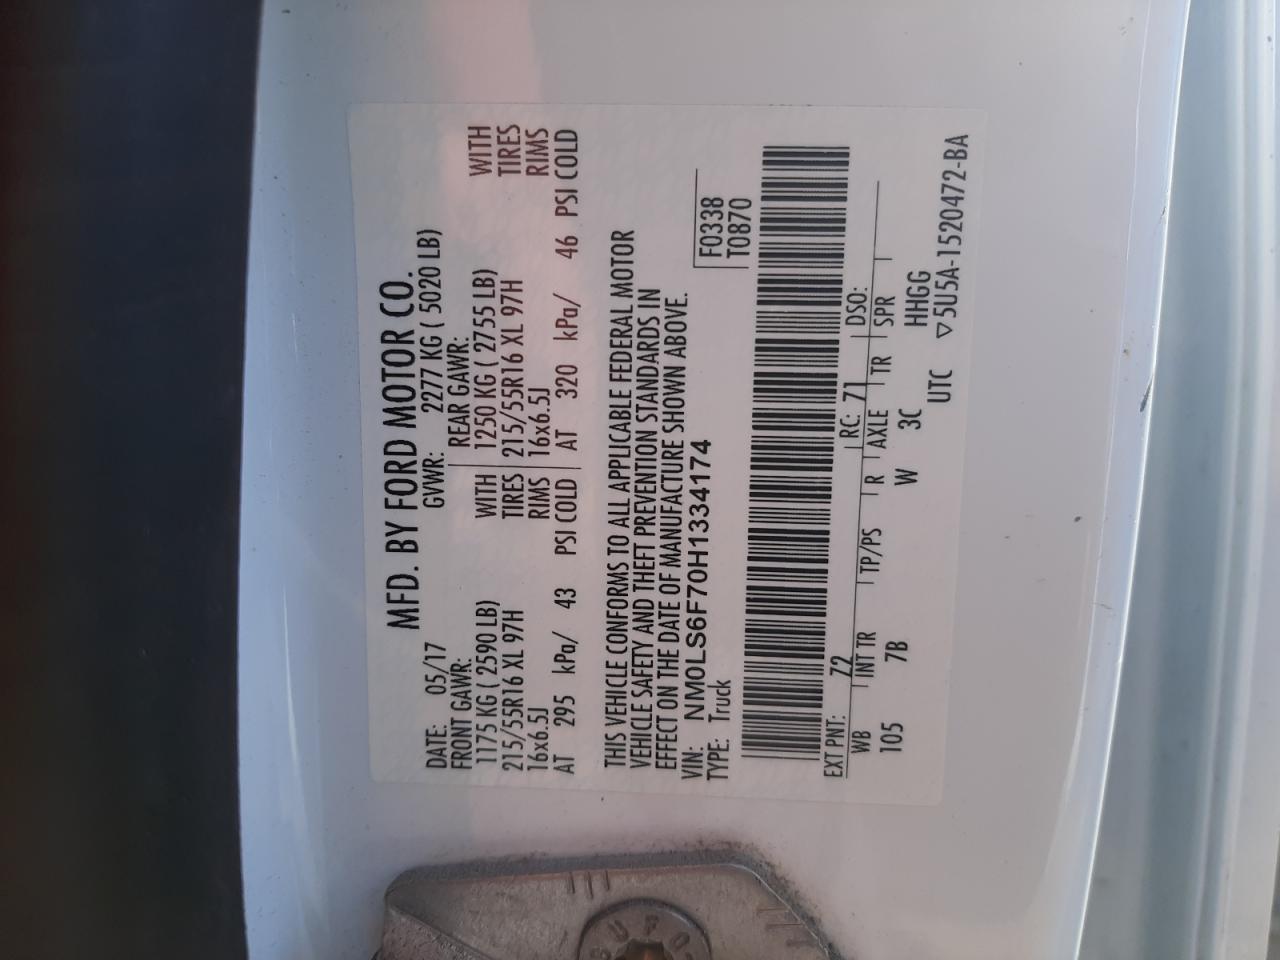 MFD. BY FORD MOTOR CO.
DATE: 05/17 GVWR: 2277 KG ( 5020 LB)
FRONT GAWR: REAR GAWR:
1175 KG ( 2590 LB) WITH 1250 KG ( 2755 LB) WITH
215/55R16 XL 97H TIRES 215/55R16 XL 97H TIRES
16x6.5J RIMS 16x6.5J RIMS
AT 295 kPa/ 43 PSI COLD AT 320 kPa/ 46 PSI COLD
THIS VEHICLE CONFORMS TO ALL APPLICABLE FEDERAL MOTOR
VEHICLE SAFETY AND THEFT PREVENTION STANDARDS IN
EFFECT ON THE DATE OF MANUFACTURE SHOWN ABOVE.
VIN: NM0LS6F70H1334174 F0338
TYPE: Truck T0870
EXT PNT: Z2 RC: 71 DSO:
WB INT TR TP/PS R AXLE TR SPR
105 7B W 3C HHGG
UTC ▽5U5A-1520472-BA